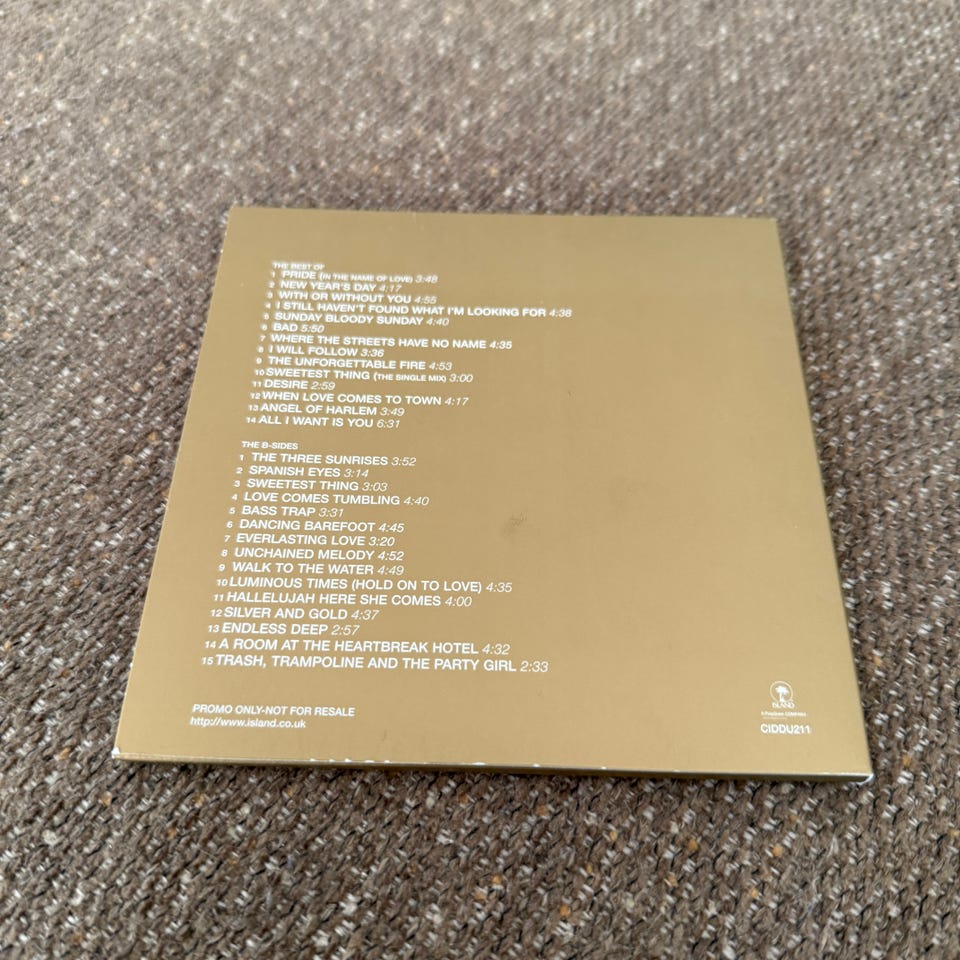 THE BEST OF
1 PRIDE (IN THE NAME OF LOVE) 3:48
2 NEW YEAR'S DAY 4:17
3 WITH OR WITHOUT YOU 4:55
4 I STILL HAVEN'T FOUND WHAT I'M LOOKING FOR 4:38
5 SUNDAY BLOODY SUNDAY 4:40
6 BAD 5:50
7 WHERE THE STREETS HAVE NO NAME 4:35
8 I WILL FOLLOW 3:36
9 THE UNFORGETTABLE FIRE 4:53
10 SWEETEST THING (THE SINGLE MIX) 3:00
11 DESIRE 2:59
12 WHEN LOVE COMES TO TOWN 4:17
13 ANGEL OF HARLEM 3:49
14 ALL I WANT IS YOU 6:31
THE B-SIDES
1 THE THREE SUNRISES 3:52
2 SPANISH EYES 3:14
3 SWEETEST THING 3:03
4 LOVE COMES TUMBLING 4:40
5 BASS TRAP 3:31
6 DANCING BAREFOOT 4:45
7 EVERLASTING LOVE 3:20
8 UNCHAINED MELODY 4:52
9 WALK TO THE WATER 4:49
10 LUMINOUS TIMES (HOLD ON TO LOVE) 4:35
11 HALLELUJAH HERE SHE COMES 4:00
12 SILVER AND GOLD 4:37
13 ENDLESS DEEP 2:57
14 A ROOM AT THE HEARTBREAK HOTEL 4:32
15 TRASH, TRAMPOLINE AND THE PARTY GIRL 2:33
PROMO ONLY-NOT FOR RESALE
http://www.island.co.uk
ISLAND
A PolyGram COMPANY
CIDDU211